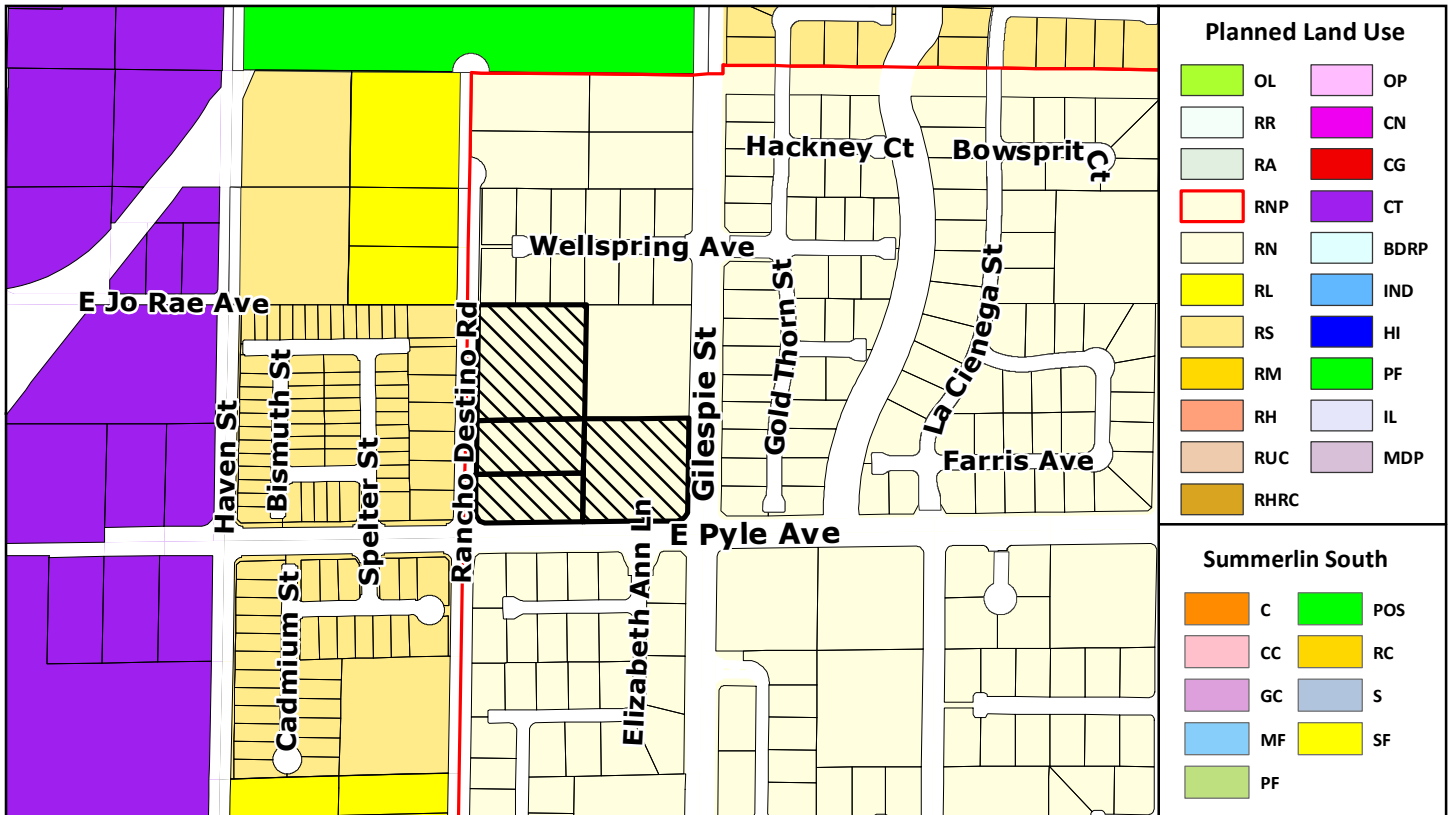 Hackney Ct
Bowsprit Ct
Wellspring Ave
E Jo Rae Ave
Haven St
Bismuth St
Spelter St
Rancho Destino Rd
Gilespie St
Gold Thorn St
La Cienega St
Farris Ave
E Pyle Ave
Cadmium St
Elizabeth Ann Ln
Planned Land Use
OL OP
RR CN
RA CG
RNP CT
RN BDRP
RL IND
RS HI
RM PF
RH IL
RUC MDP
RHRC
Summerlin South
C POS
CC RC
GC S
MF SF
PF